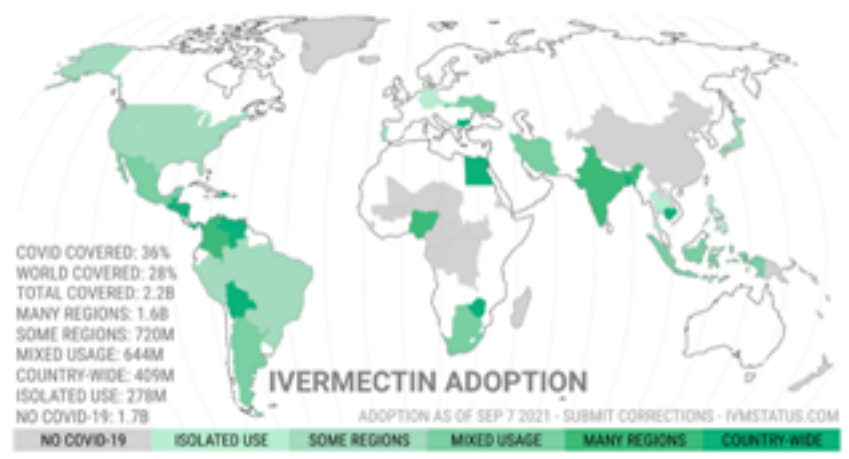 COVID COVERED: 36%
WORLD COVERED: 28%
TOTAL COVERED: 2.2B
MANY REGIONS: 1.6B
SOME REGIONS: 720M
MIXED USAGE: 644M
COUNTRY-WIDE: 409M
ISOLATED USE: 278M
NO COVID-19: 1.7B
IVERMECTIN ADOPTION
ADOPTION AS OF SEP 7 2021 · SUBMIT CORRECTIONS · IVMSTATUS.COM
NO COVID-19 ISOLATED USE SOME REGIONS MIXED USAGE MANY REGIONS COUNTRY-WIDE